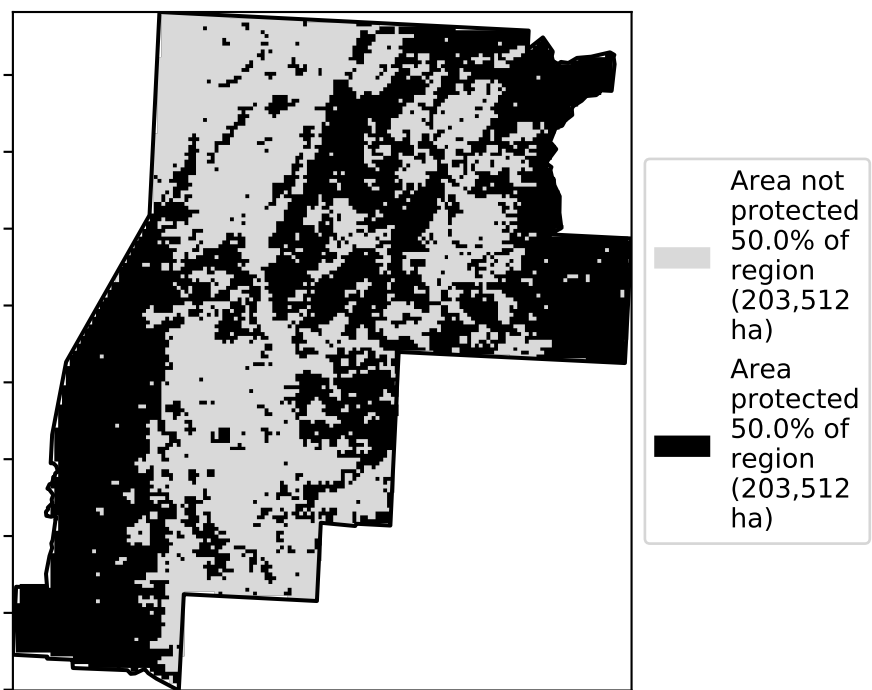 Area not
protected
50.0% of
region
(203,512
ha)
Area
protected
50.0% of
region
(203,512
ha)